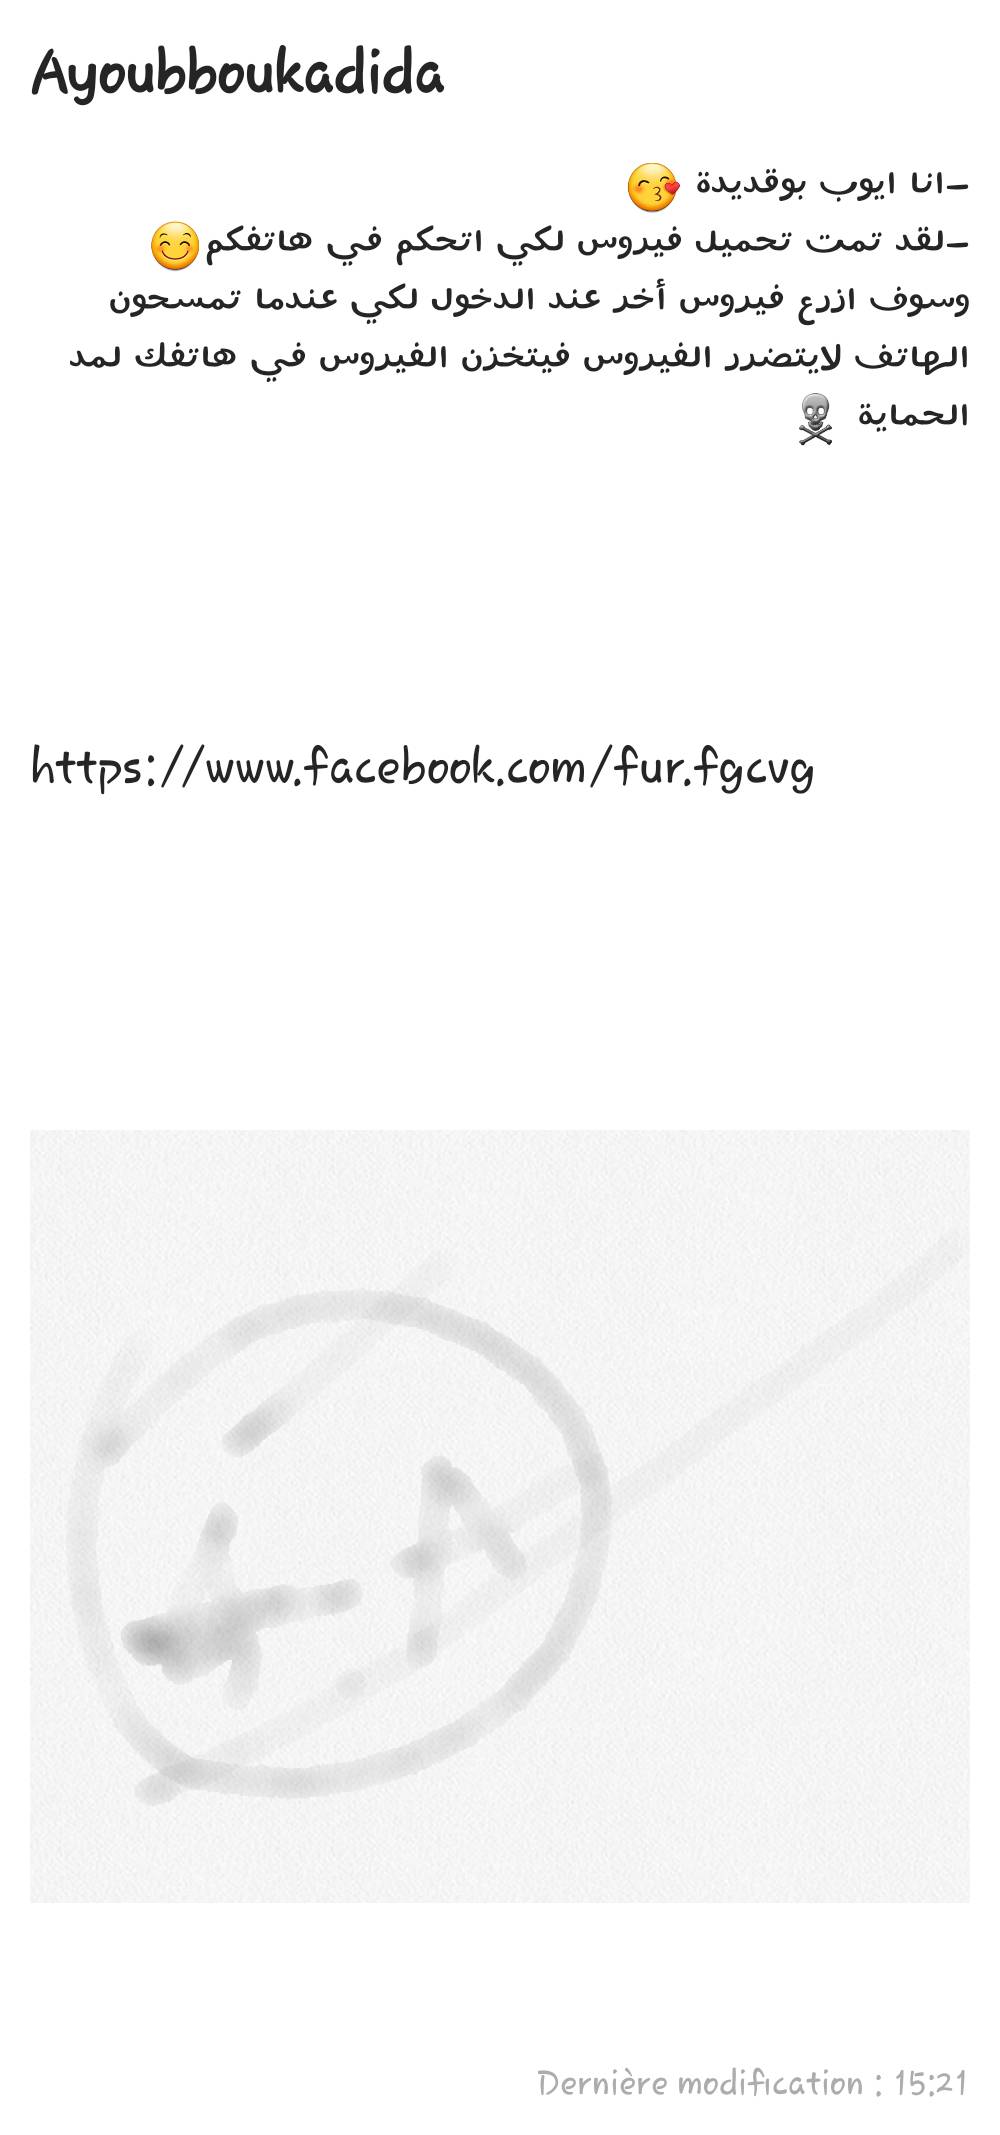 Ayoubboukadida
-انا ايوب بوقديدة 😙
-لقد تمت تحميل فيروس لكي اتحكم في هاتفكم😊
وسوف ازرع فيروس أخر عند الدخول لكي عندما تمسحون
الهاتف لايتضرر الفيروس فيتخزن الفيروس في هاتفك لمد
الحماية ☠
https://www.facebook.com/fur.fgcvg
Dernière modification : 15:21